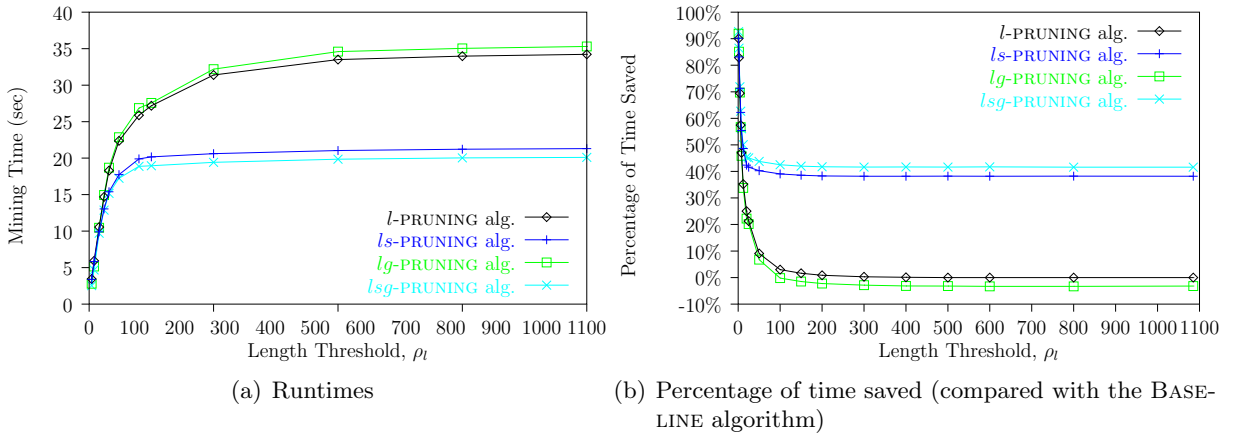 40
35
30
25
20
15
10
5
0
Mining Time (sec)
l-PRUNING alg.
ls-PRUNING alg.
lg-PRUNING alg.
lsg-PRUNING alg.
0 100 200 300 400 500 600 700 800 900 1000 1100
Length Threshold, ρl
(a) Runtimes
100%
90%
80%
70%
60%
50%
40%
30%
20%
10%
0%
-10%
Percentage of Time Saved
l-PRUNING alg.
ls-PRUNING alg.
lg-PRUNING alg.
lsg-PRUNING alg.
0 100 200 300 400 500 600 700 800 900 1000 1100
Length Threshold, ρl
(b) Percentage of time saved (compared with the BASE-
LINE algorithm)